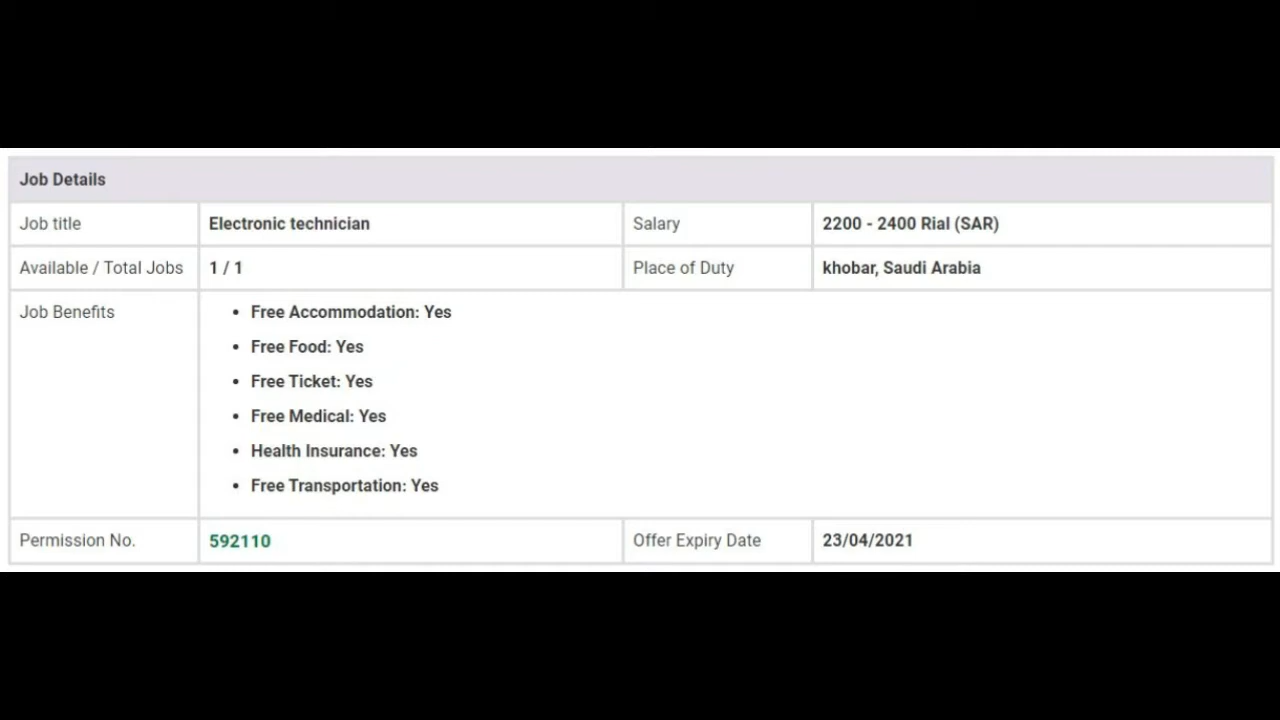 Job Details
Job title Electronic technician Salary 2200 - 2400 Rial (SAR)
Available / Total Jobs 1 / 1 Place of Duty khobar, Saudi Arabia
Job Benefits
• Free Accommodation: Yes
• Free Food: Yes
• Free Ticket: Yes
• Free Medical: Yes
• Health Insurance: Yes
• Free Transportation: Yes
Permission No. 592110 Offer Expiry Date 23/04/2021